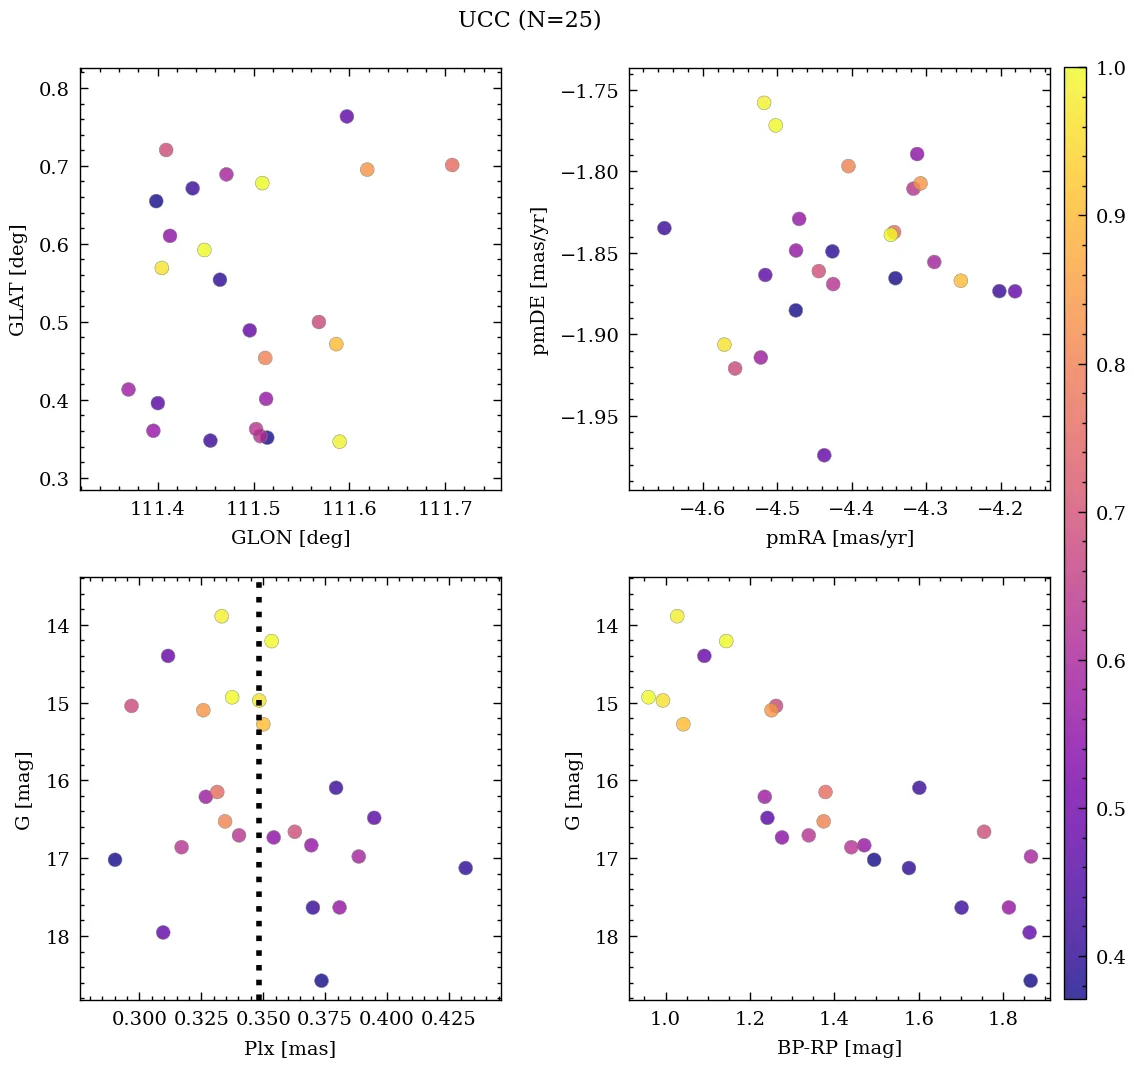 UCC (N=25)
0.8
0.7
0.6
0.5
0.4
0.3
GLAT [deg]
111.4 111.5 111.6 111.7
GLON [deg]
−1.75
−1.80
−1.85
−1.90
−1.95
pmDE [mas/yr]
−4.6 −4.5 −4.4 −4.3 −4.2
pmRA [mas/yr]
14
15
16
17
18
G [mag]
0.300 0.325 0.350 0.375 0.400 0.425
Plx [mas]
14
15
16
17
18
G [mag]
1.0 1.2 1.4 1.6 1.8
BP-RP [mag]
1.0
0.9
0.8
0.7
0.6
0.5
0.4